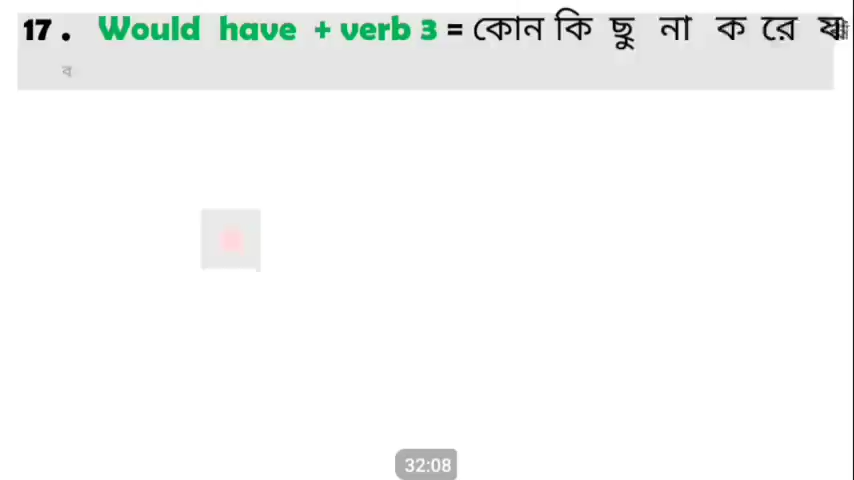 17 . Would have + verb 3 = কোন কিছু না করে
ব
32:08